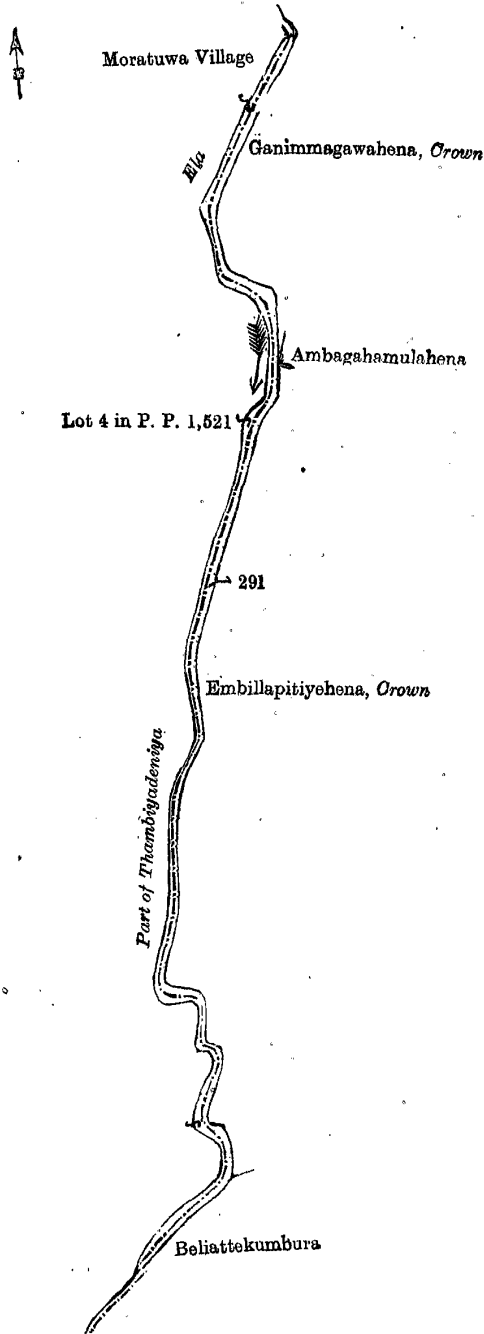 Moratuwa Village
Ganimmagawahena, Crown
Ela
Ambagahamulahena
Lot 4 in P. P. 1,521
291
Embillapitiyehena, Crown
Part of Thambiyadeniya
Beliattekumbura